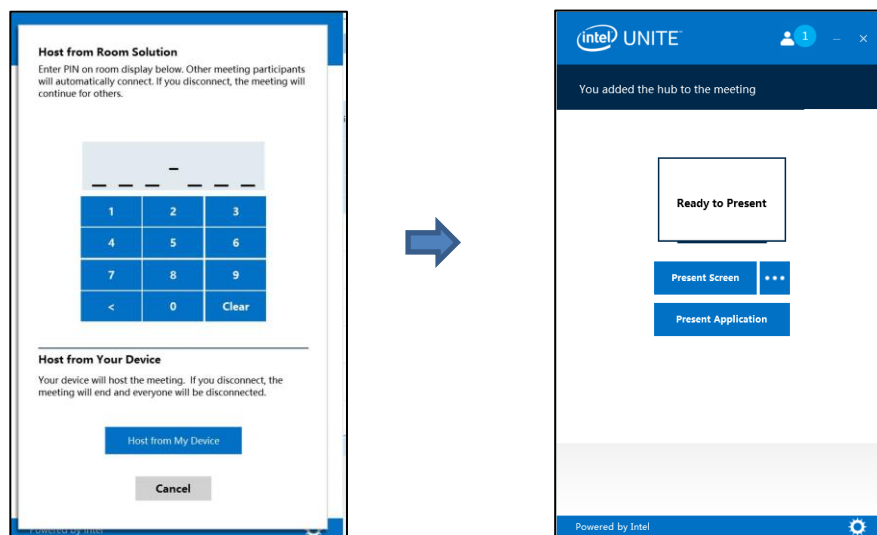 Host from Room Solution
Enter PIN on room display below. Other meeting participants
will automatically connect. If you disconnect, the meeting will
continue for others.
_ _ _ - _ _ _
1 2 3
4 5 6
7 8 9
< 0 Clear
Host from Your Device
Your device will host the meeting. If you disconnect, the
meeting will end and everyone will be disconnected.
Host from My Device
Cancel
Powered by Intel
intel UNITE™
1
You added the hub to the meeting
Ready to Present
Present Screen
Present Application
Powered by Intel